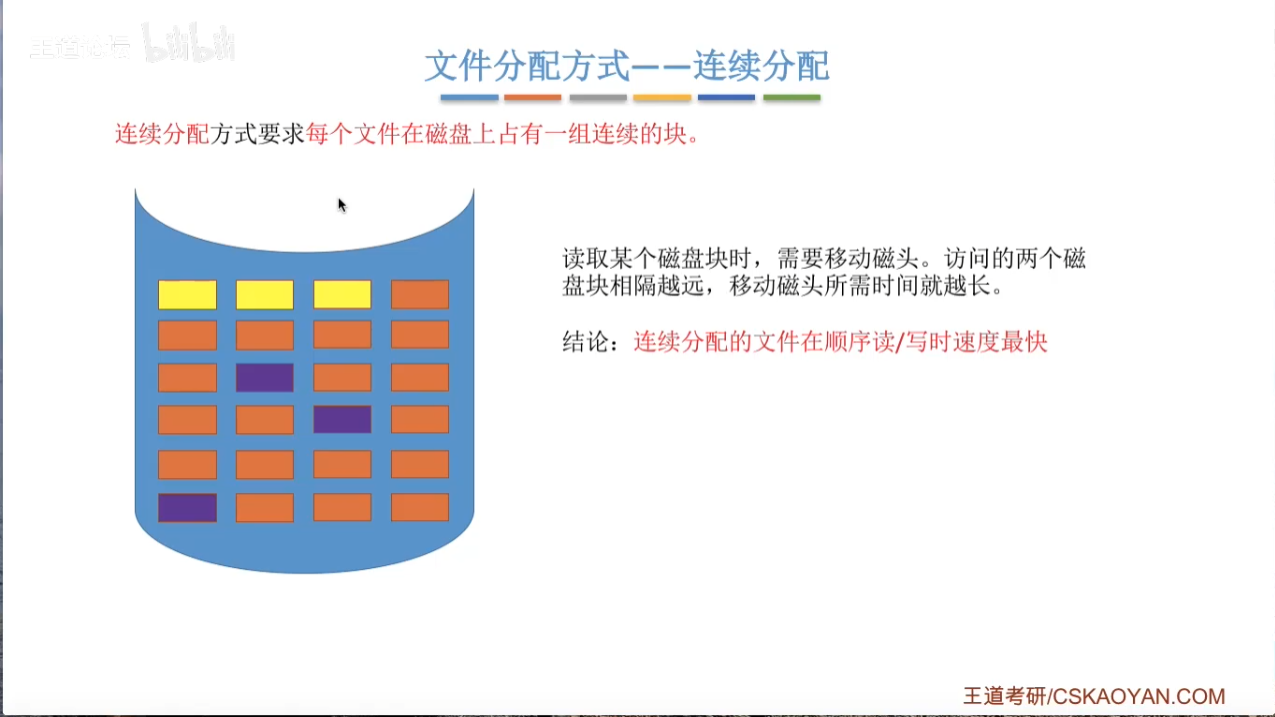 王道论坛 bilibili
文件分配方式——连续分配
连续分配方式要求每个文件在磁盘上占有一组连续的块。
读取某个磁盘块时，需要移动磁头。访问的两个磁
盘块相隔越远，移动磁头所需时间就越长。
结论：连续分配的文件在顺序读/写时速度最快
王道考研/CSKAOYAN.COM